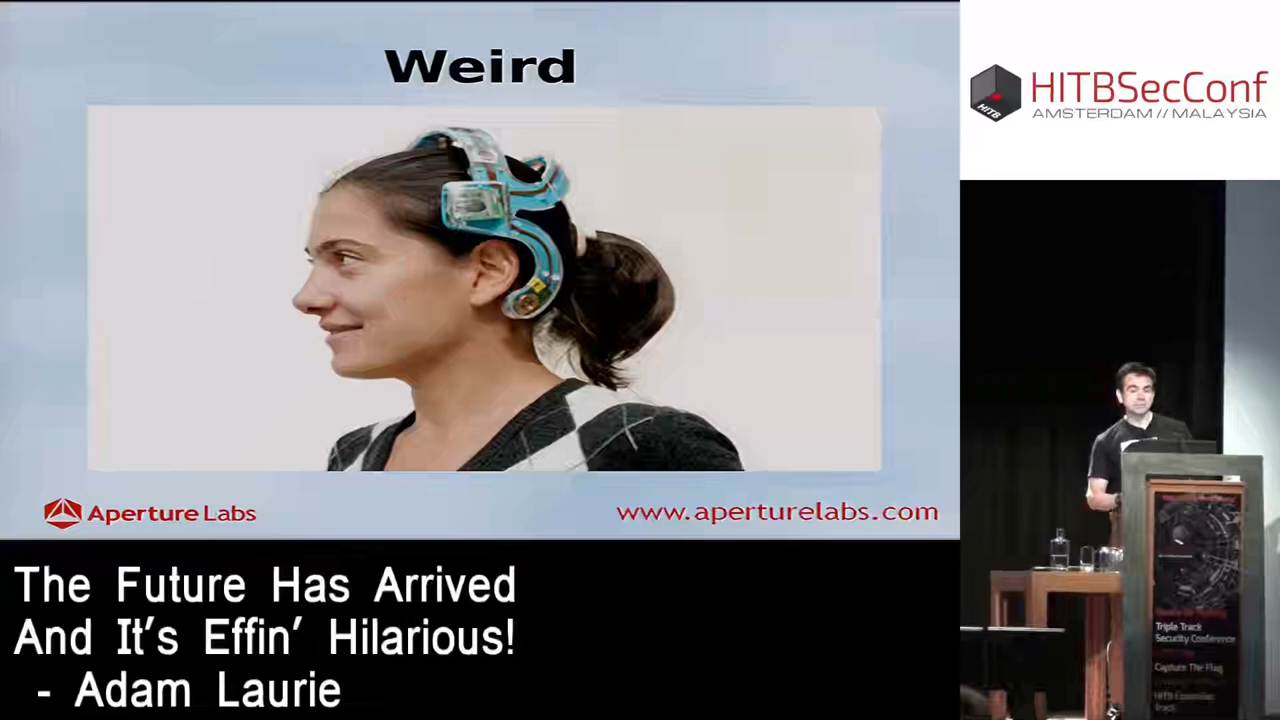 Weird
Aperture Labs
www.aperturelabs.com
HITBSecConf
AMSTERDAM // MALAYSIA
HITB
The Future Has Arrived
And It's Effin' Hilarious!
- Adam Laurie
Triple Track
Security Conference
Capture The Flag